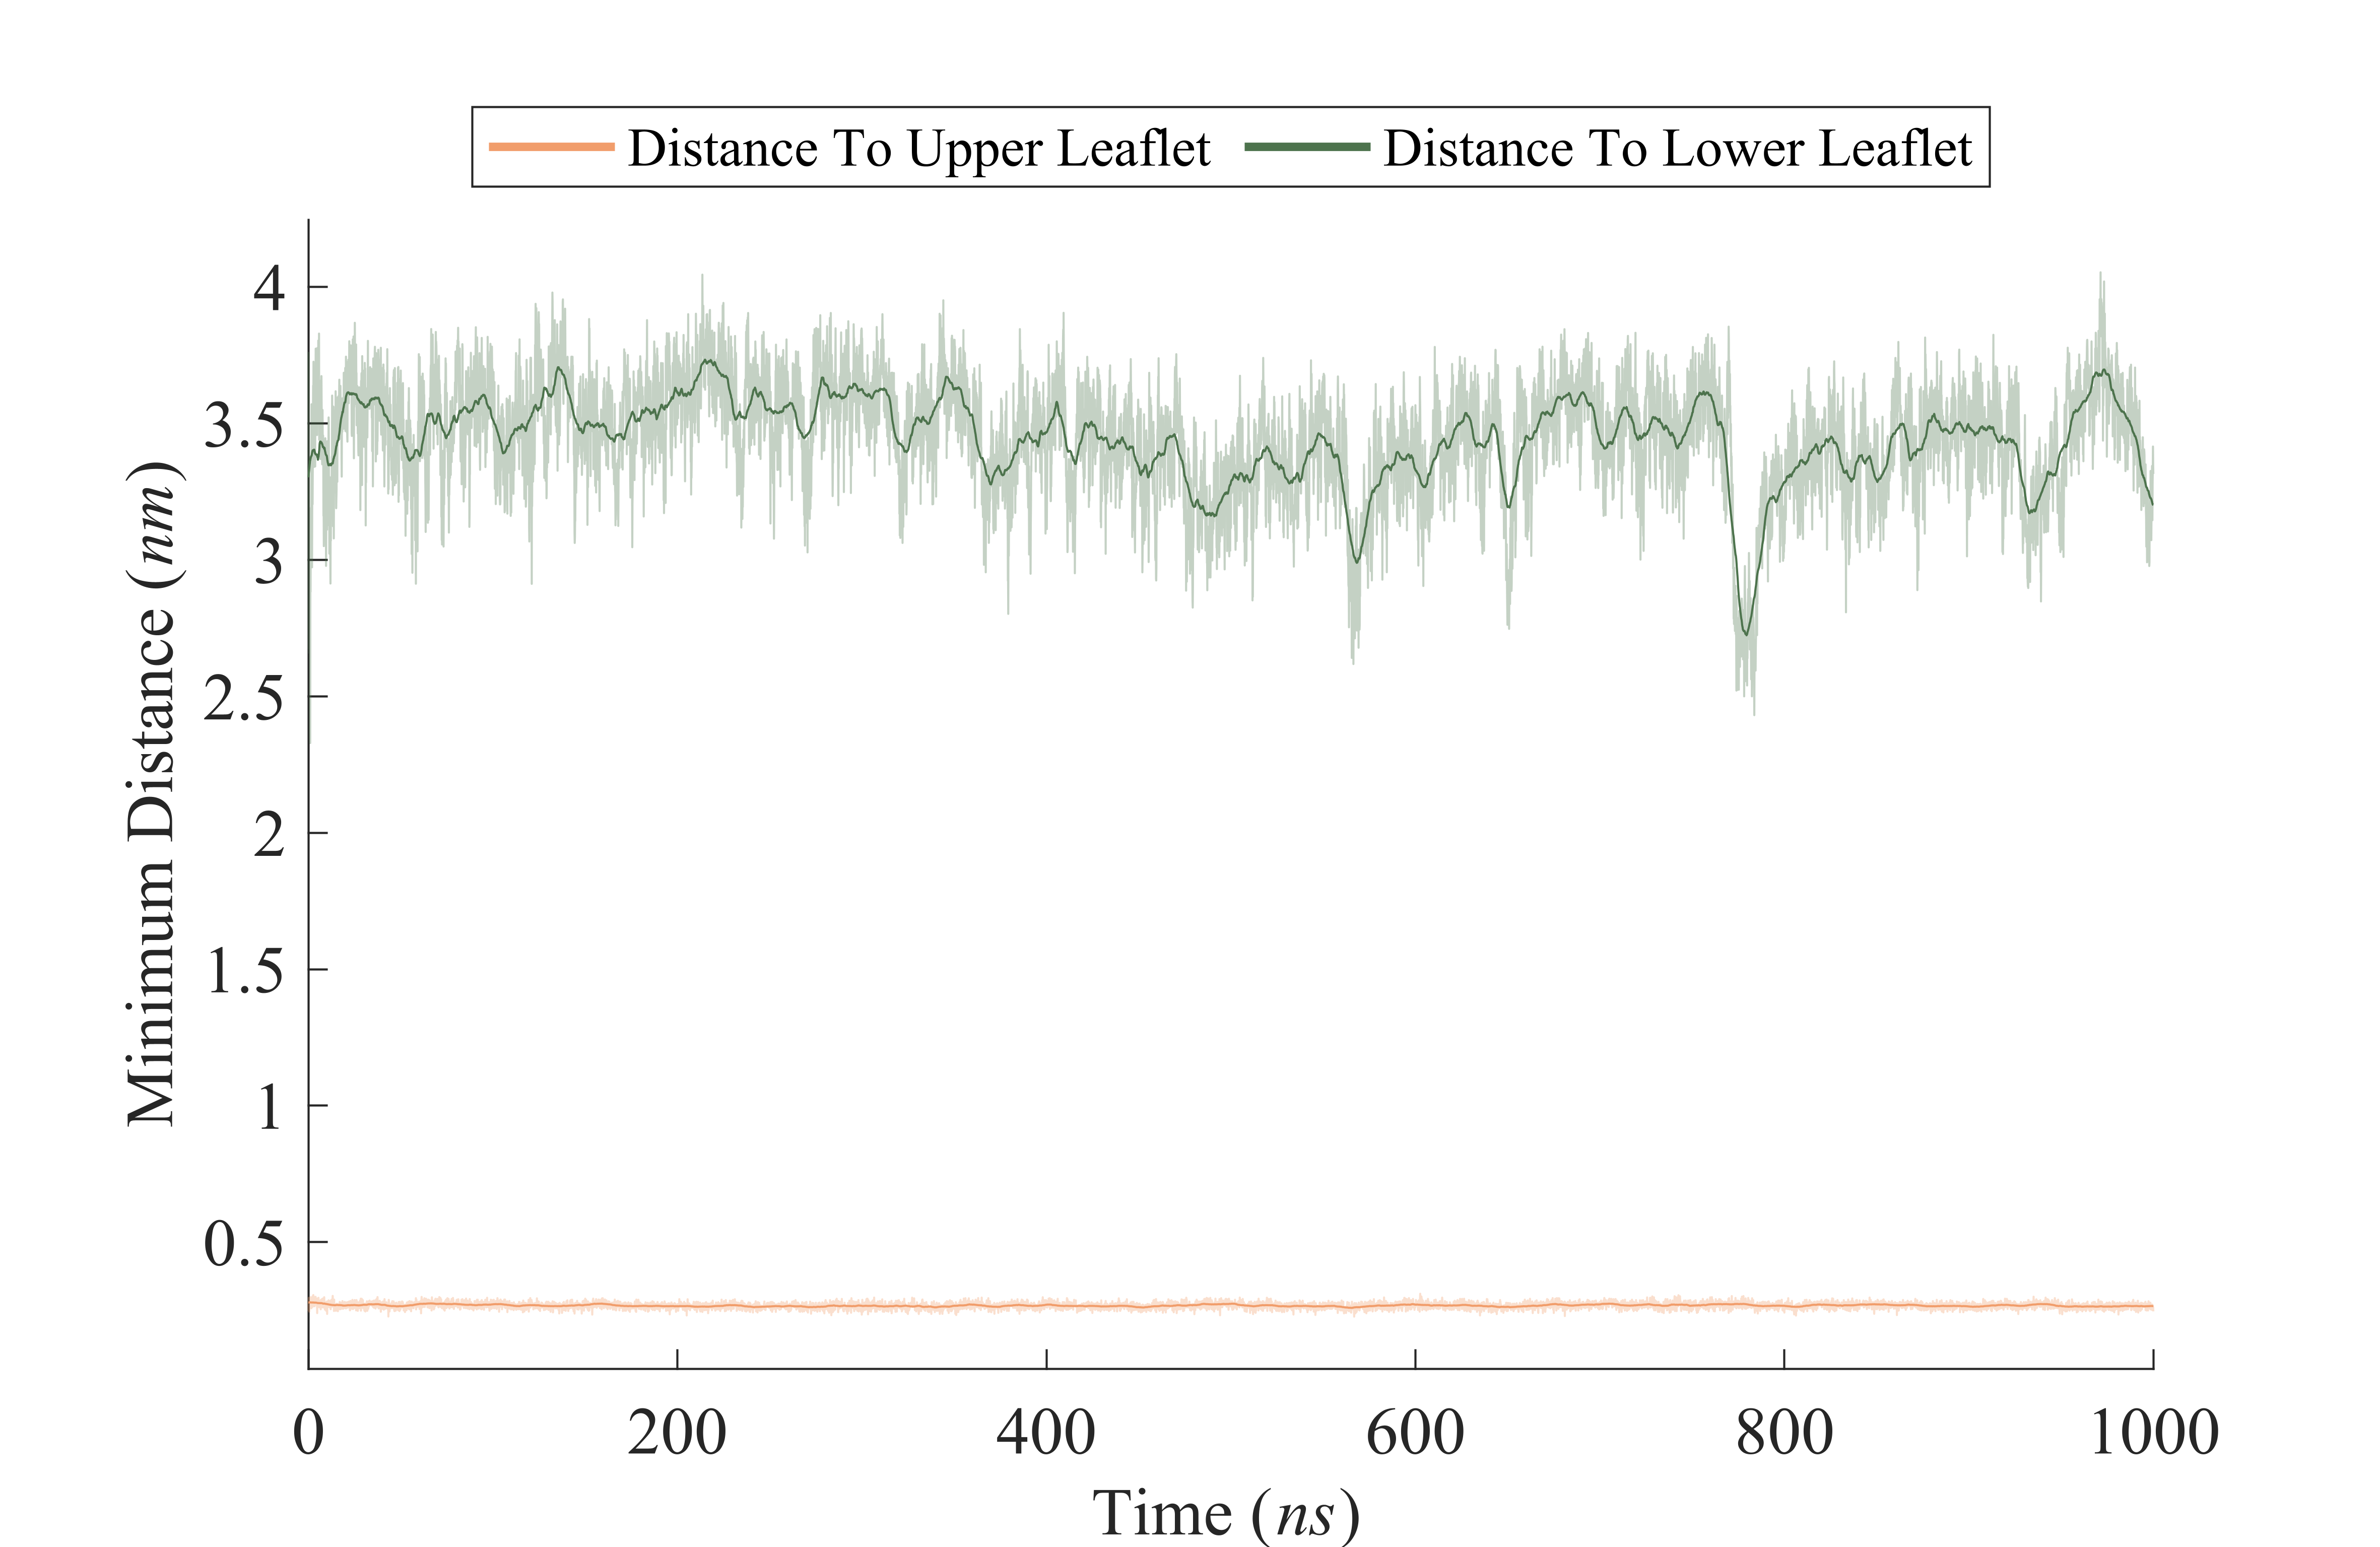 Distance To Upper Leaflet Distance To Lower Leaflet
Minimum Distance (nm)
4
3.5
3
2.5
2
1.5
1
0.5
0 200 400 600 800 1000
Time (ns)